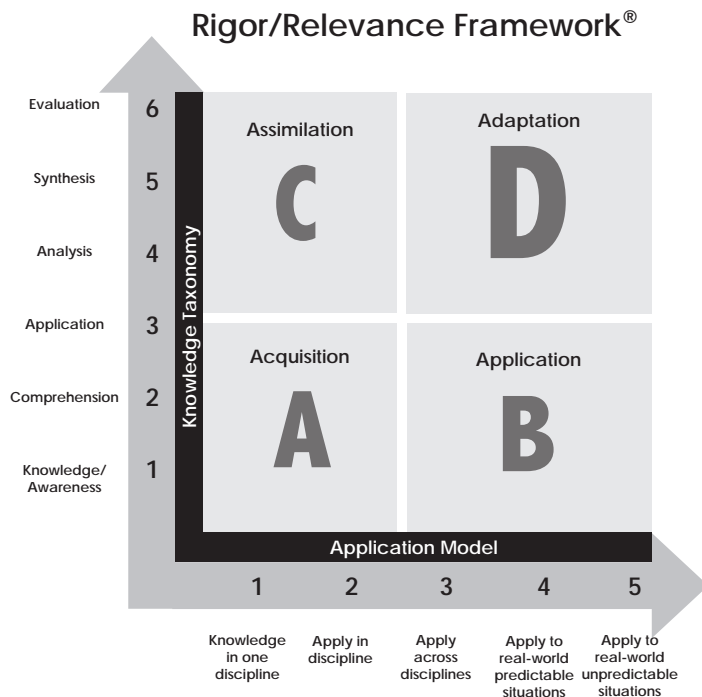 Rigor/Relevance Framework®
Evaluation
6
Synthesis
5
Analysis
4
Application
3
Comprehension
2
Knowledge/
Awareness
1
Knowledge Taxonomy
Assimilation
C
Adaptation
D
Acquisition
A
Application
B
Application Model
1
2
3
4
5
Knowledge
in one
discipline
Apply in
discipline
Apply
across
disciplines
Apply to
real-world
predictable
situations
Apply to
real-world
unpredictable
situations